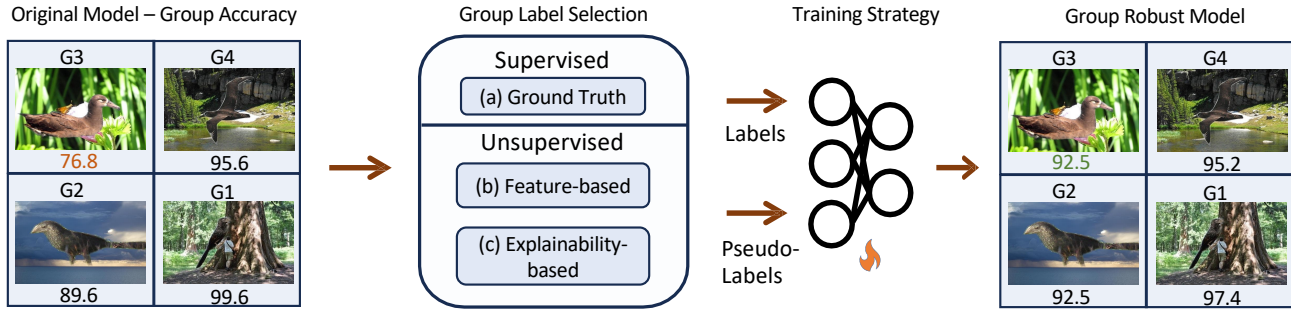 Original Model – Group Accuracy
G3
G4
76.8
95.6
G2
G1
89.6
99.6
Group Label Selection
Supervised
(a) Ground Truth
Unsupervised
(b) Feature-based
(c) Explainability-
based
Training Strategy
Labels
Pseudo-
Labels
Group Robust Model
G3
G4
92.5
95.2
G2
G1
92.5
97.4